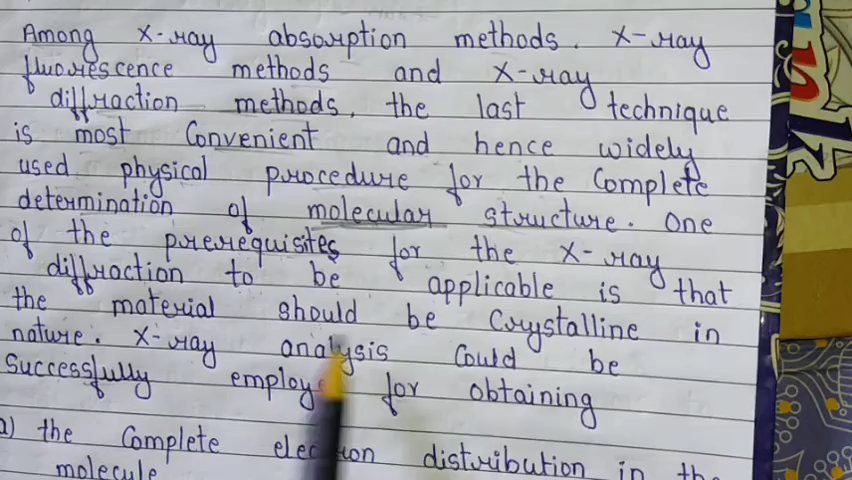 Among X-ray absorption methods. X-ray
fluorescence methods and X-ray
diffraction methods, the last technique
is most Convenient and hence widely
used physical procedure for the Complete
determination of molecular structure. One
of the prerequisites for the X-ray
diffraction to be applicable is that
the material should be Crystalline in
nature. X-ray analysis Could be
Successfully for obtaining
a) the Complete distribution in the
molecule